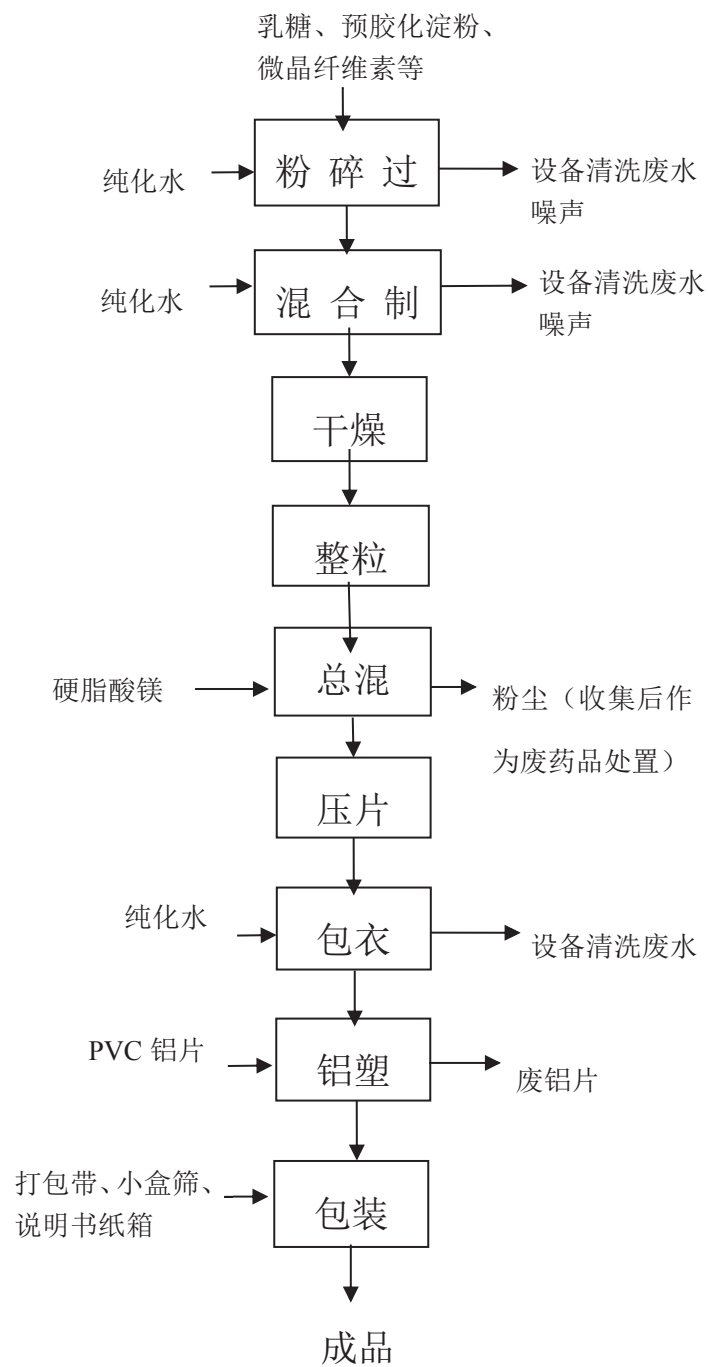 乳糖、预胶化淀粉、
微晶纤维素等
纯化水
粉 碎 过
设备清洗废水
噪声
纯化水
混 合 制
设备清洗废水
噪声
干燥
整粒
硬脂酸镁
总混
粉尘（收集后作
为废药品处置）
压片
纯化水
包衣
设备清洗废水
PVC 铝片
铝塑
废铝片
打包带、小盒筛、
说明书纸箱
包装
成品